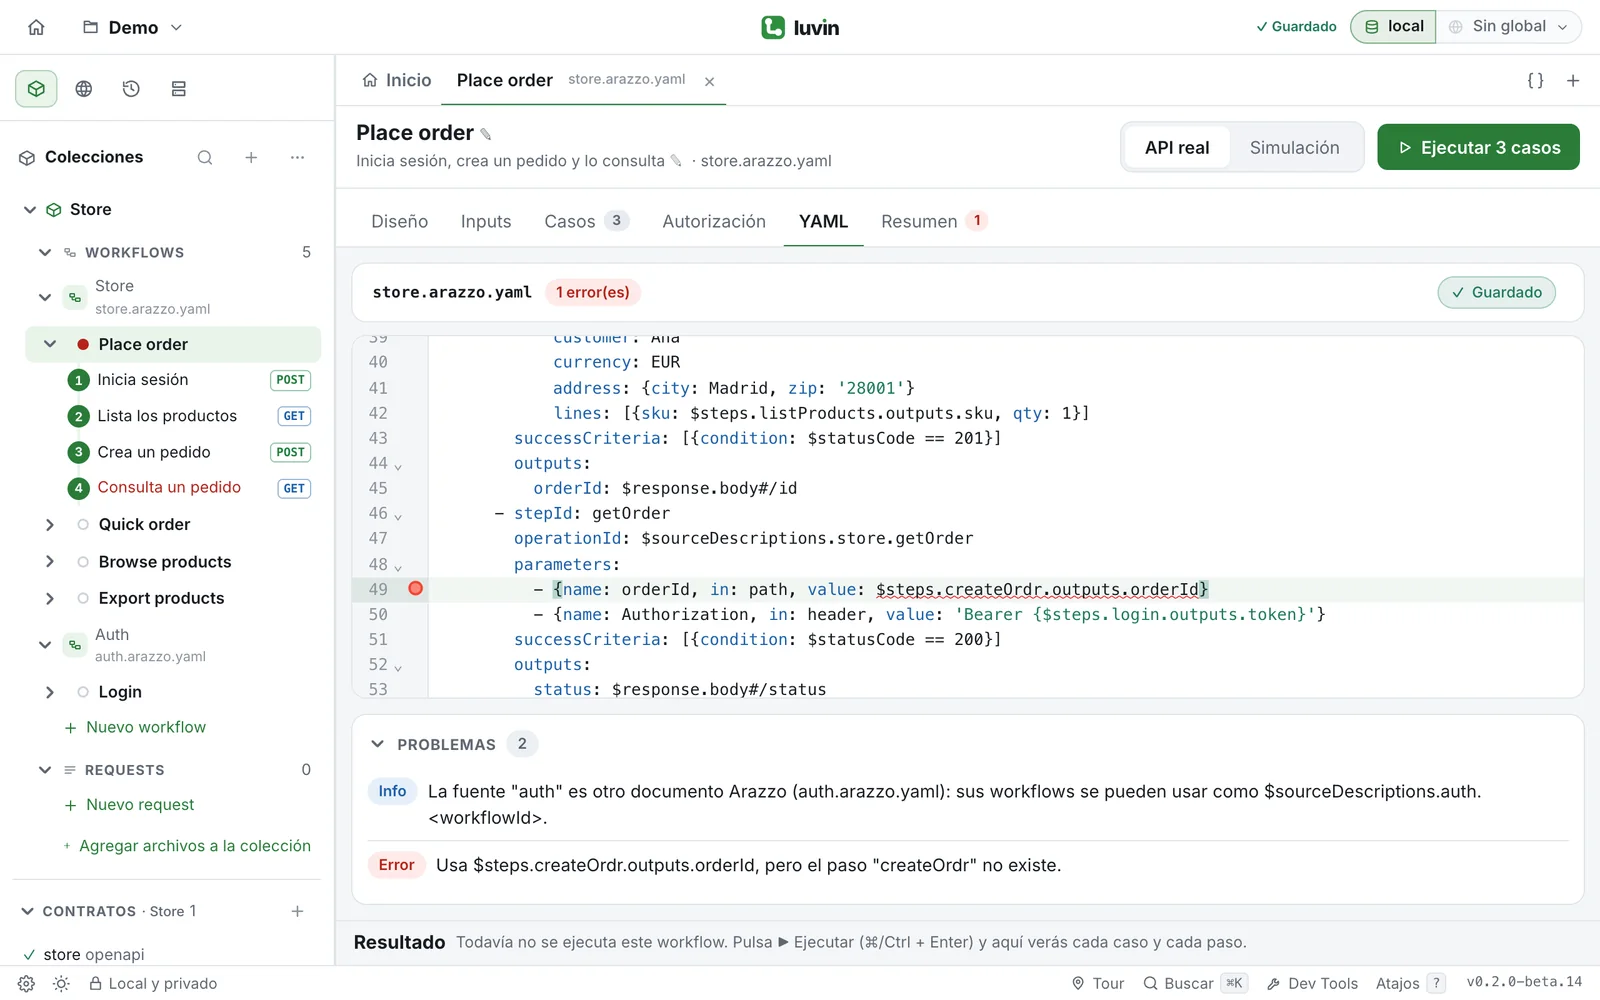 Demo
luvin
Guardado
local
Sin global
Inicio
Place order store.arazzo.yaml
Colecciones
Place order
Inicia sesión, crea un pedido y lo consulta · store.arazzo.yaml
API real
Simulación
Ejecutar 3 casos
Store
WORKFLOWS 5
Store
store.arazzo.yaml
Place order
1 Inicia sesión POST
2 Lista los productos GET
3 Crea un pedido POST
4 Consulta un pedido GET
Quick order
Browse products
Export products
Auth
auth.arazzo.yaml
Login
+ Nuevo workflow
REQUESTS 0
+ Nuevo request
+ Agregar archivos a la colección
CONTRATOS · Store 1
store openapi
Diseño
Inputs
Casos 3
Autorización
YAML
Resumen 1
store.arazzo.yaml 1 error(es)
Guardado
39 customer: Ana
40 currency: EUR
41 address: {city: Madrid, zip: '28001'}
42 lines: [{sku: $steps.listProducts.outputs.sku, qty: 1}]
43 successCriteria: [{condition: $statusCode == 201}]
44 outputs:
45 orderId: $response.body#/id
46 - stepId: getOrder
47 operationId: $sourceDescriptions.store.getOrder
48 parameters:
49 - {name: orderId, in: path, value: $steps.createOrdr.outputs.orderId}
50 - {name: Authorization, in: header, value: 'Bearer {$steps.login.outputs.token}'}
51 successCriteria: [{condition: $statusCode == 200}]
52 outputs:
53 status: $response.body#/status
PROBLEMAS 2
Info La fuente "auth" es otro documento Arazzo (auth.arazzo.yaml): sus workflows se pueden usar como $sourceDescriptions.auth.
<workflowId>.
Error Usa $steps.createOrdr.outputs.orderId, pero el paso "createOrdr" no existe.
Resultado Todavía no se ejecuta este workflow. Pulsa ▶ Ejecutar (⌘/Ctrl + Enter) y aquí verás cada caso y cada paso.
Local y privado
Tour
Buscar ⌘K
Dev Tools
Atajos ?
v0.2.0-beta.14